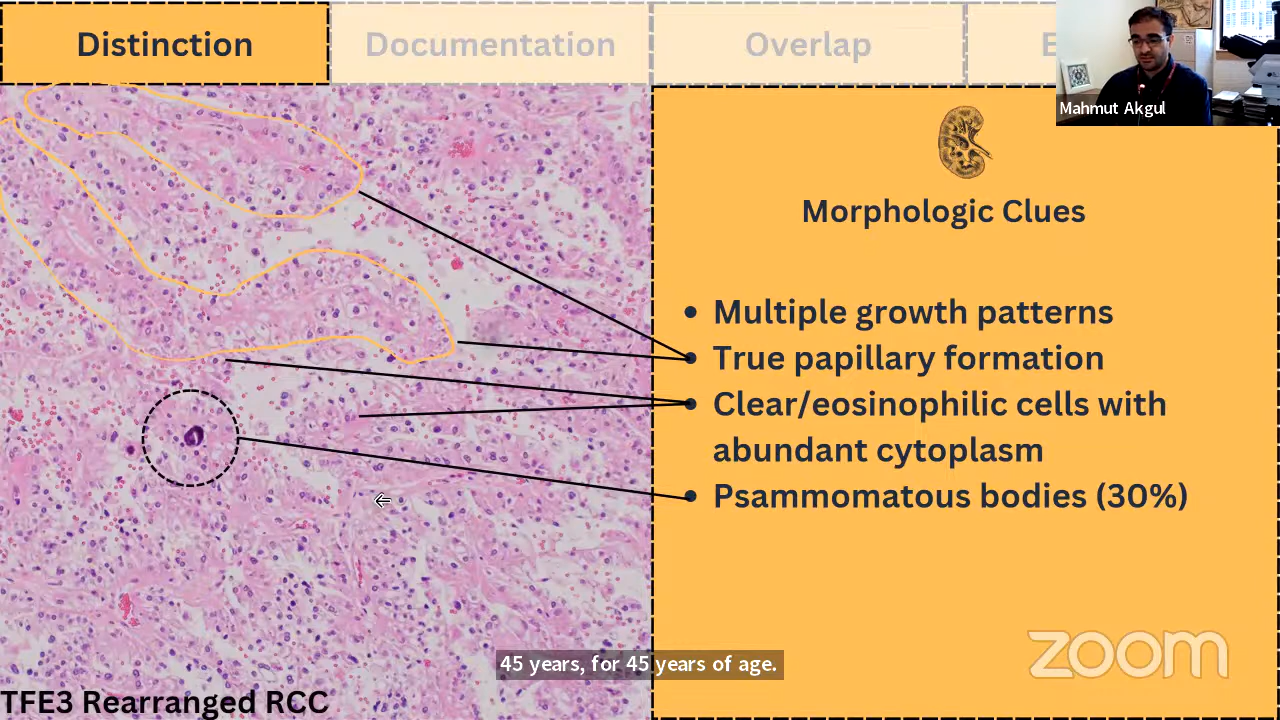 Distinction
Documentation
Overlap
E
Mahmut Akgul
Morphologic Clues
Multiple growth patterns
True papillary formation
Clear/eosinophilic cells with
abundant cytoplasm
Psammomatous bodies (30%)
zoom
45 years, for 45 years of age.
TFE3 Rearranged RCC